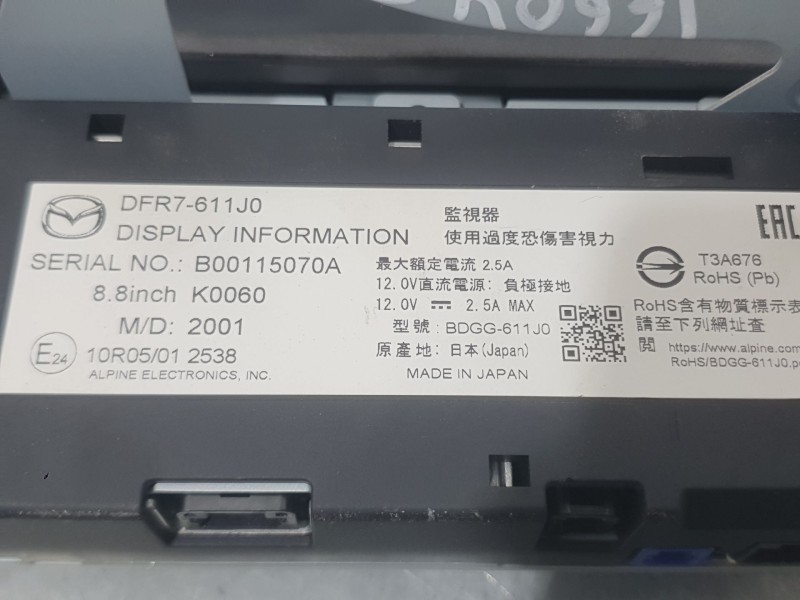 DFR7-611J0
DISPLAY INFORMATION
SERIAL NO.: B00115070A
8.8inch K0060
M/D: 2001
E24 10R05/01 2538
ALPINE ELECTRONICS, INC.
監視器
使用過度恐傷害視力
最大額定電流 2.5A
12.0V直流電源: 負極接地
12.0V ⎓ 2.5A MAX
型號: BDGG-611J0
原產地: 日本(Japan)
MADE IN JAPAN
EAC
T3A676
RoHS (Pb)
RoHS含有物質標示表
請至下列網址查
閱 https://www.alpine.com
RoHS/BDGG-611J0.p